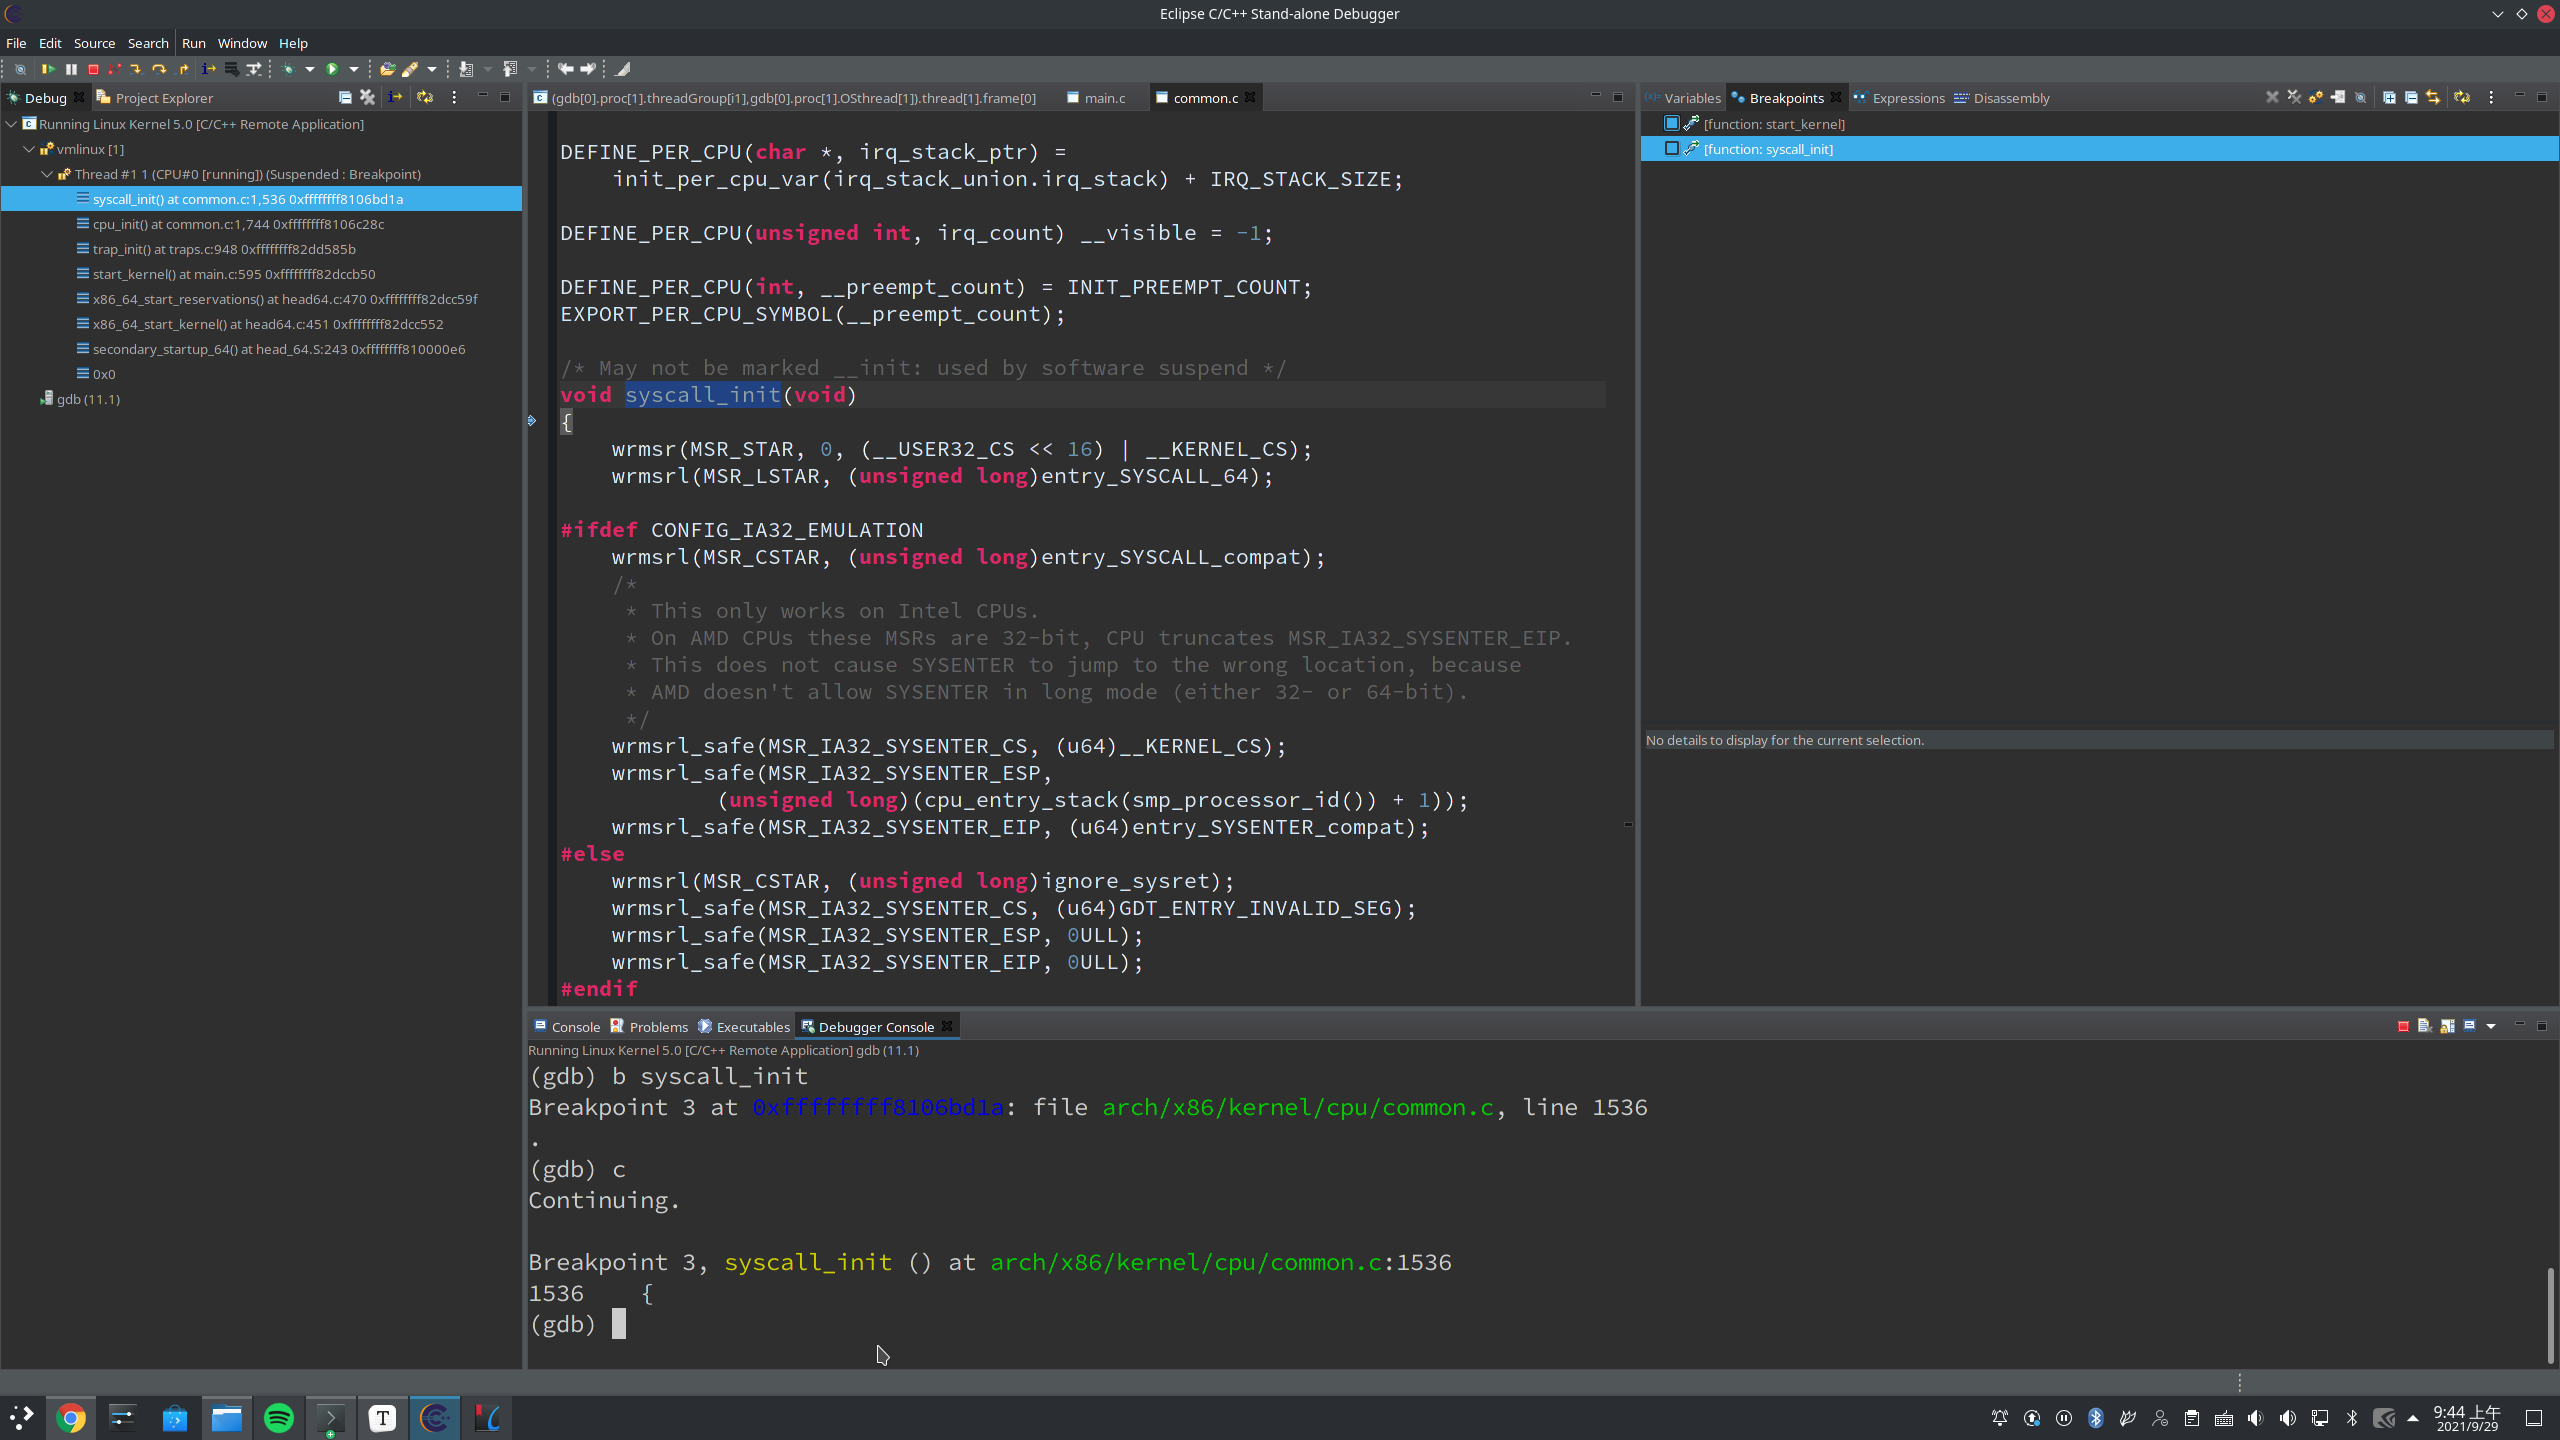 Eclipse C/C++ Stand-alone Debugger
File Edit Source Search Run Window Help
Debug
Project Explorer
Running Linux Kernel 5.0 [C/C++ Remote Application]
vmlinux [1]
Thread #1 1 (CPU#0 [running]) (Suspended : Breakpoint)
syscall_init() at common.c:1,536 0xffffffff8106bd1a
cpu_init() at common.c:1,744 0xffffffff8106c28c
trap_init() at traps.c:948 0xffffffff82dd585b
start_kernel() at main.c:595 0xffffffff82dccb50
x86_64_start_reservations() at head64.c:470 0xffffffff82dcc59f
x86_64_start_kernel() at head64.c:451 0xffffffff82dcc552
secondary_startup_64() at head_64.S:243 0xffffffff810000e6
0x0
gdb (11.1)
(gdb[0].proc[1].threadGroup[i1],gdb[0].proc[1].OSthread[1]).thread[1].frame[0]
main.c
common.c
DEFINE_PER_CPU(char *, irq_stack_ptr) =
init_per_cpu_var(irq_stack_union.irq_stack) + IRQ_STACK_SIZE;
DEFINE_PER_CPU(unsigned int, irq_count) __visible = -1;
DEFINE_PER_CPU(int, __preempt_count) = INIT_PREEMPT_COUNT;
EXPORT_PER_CPU_SYMBOL(__preempt_count);
/* May not be marked __init: used by software suspend */
void syscall_init(void)
{
wrmsr(MSR_STAR, 0, (__USER32_CS << 16) | __KERNEL_CS);
wrmsrl(MSR_LSTAR, (unsigned long)entry_SYSCALL_64);
#ifdef CONFIG_IA32_EMULATION
wrmsrl(MSR_CSTAR, (unsigned long)entry_SYSCALL_compat);
/*
* This only works on Intel CPUs.
* On AMD CPUs these MSRs are 32-bit, CPU truncates MSR_IA32_SYSENTER_EIP.
* This does not cause SYSENTER to jump to the wrong location, because
* AMD doesn't allow SYSENTER in long mode (either 32- or 64-bit).
*/
wrmsrl_safe(MSR_IA32_SYSENTER_CS, (u64)__KERNEL_CS);
wrmsrl_safe(MSR_IA32_SYSENTER_ESP,
(unsigned long)(cpu_entry_stack(smp_processor_id()) + 1));
wrmsrl_safe(MSR_IA32_SYSENTER_EIP, (u64)entry_SYSENTER_compat);
#else
wrmsrl(MSR_CSTAR, (unsigned long)ignore_sysret);
wrmsrl_safe(MSR_IA32_SYSENTER_CS, (u64)GDT_ENTRY_INVALID_SEG);
wrmsrl_safe(MSR_IA32_SYSENTER_ESP, 0ULL);
wrmsrl_safe(MSR_IA32_SYSENTER_EIP, 0ULL);
#endif
Variables
Breakpoints
Expressions
Disassembly
[function: start_kernel]
[function: syscall_init]
No details to display for the current selection.
Console
Problems
Executables
Debugger Console
Running Linux Kernel 5.0 [C/C++ Remote Application] gdb (11.1)
(gdb) b syscall_init
Breakpoint 3 at 0xffffffff8106bd1a: file arch/x86/kernel/cpu/common.c, line 1536
.
(gdb) c
Continuing.
Breakpoint 3, syscall_init () at arch/x86/kernel/cpu/common.c:1536
1536 {
(gdb)
9:44 上午
2021/9/29